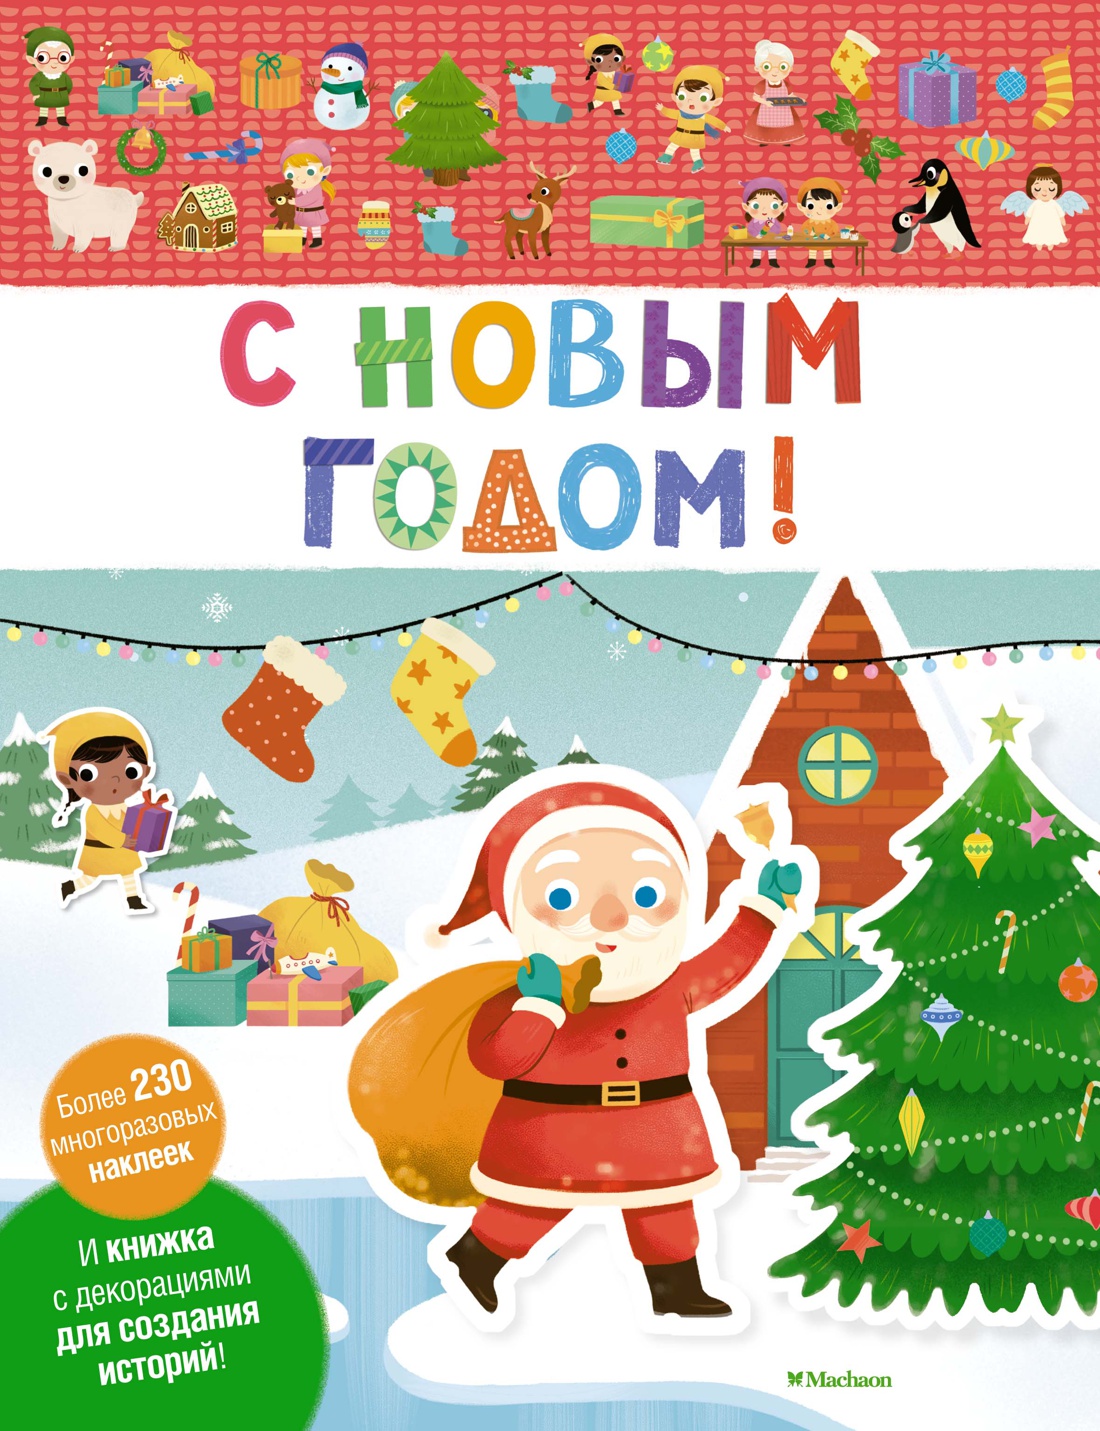 С НОВЫМ
ГОДОМ!
Более 230
многоразовых
наклеек
И книжка
с декорациями
для создания
историй!
Machaon